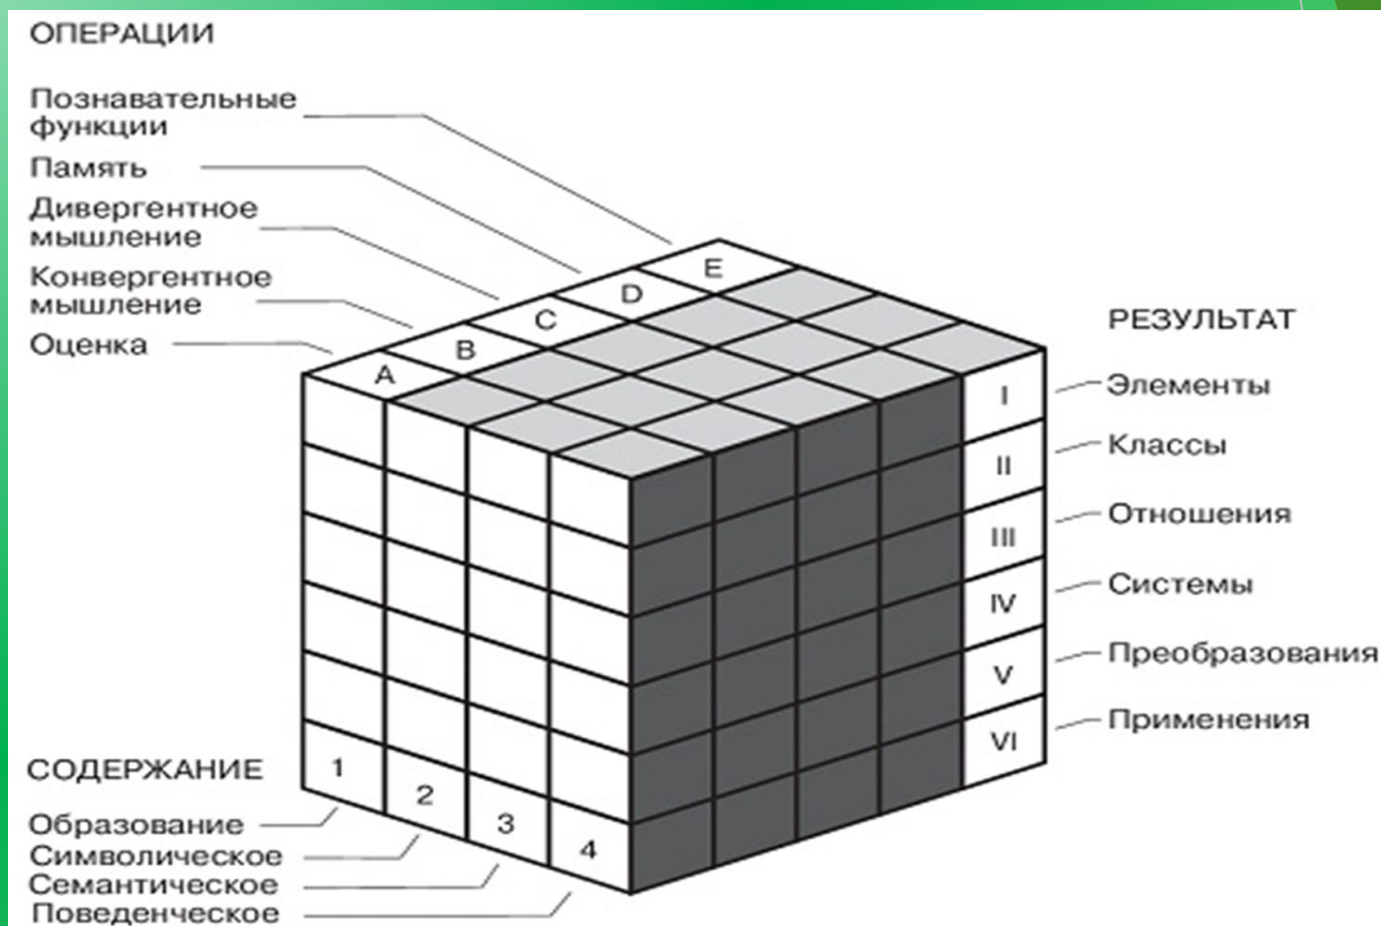 ОПЕРАЦИИ
Познавательные
функции
Память
Дивергентное
мышление
Конвергентное
мышление
Оценка
E
D
C
B
A
РЕЗУЛЬТАТ
I
Элементы
II
Классы
III
Отношения
IV
Системы
V
Преобразования
VI
Применения
СОДЕРЖАНИЕ
1
2
3
4
Образование
Символическое
Семантическое
Поведенческое